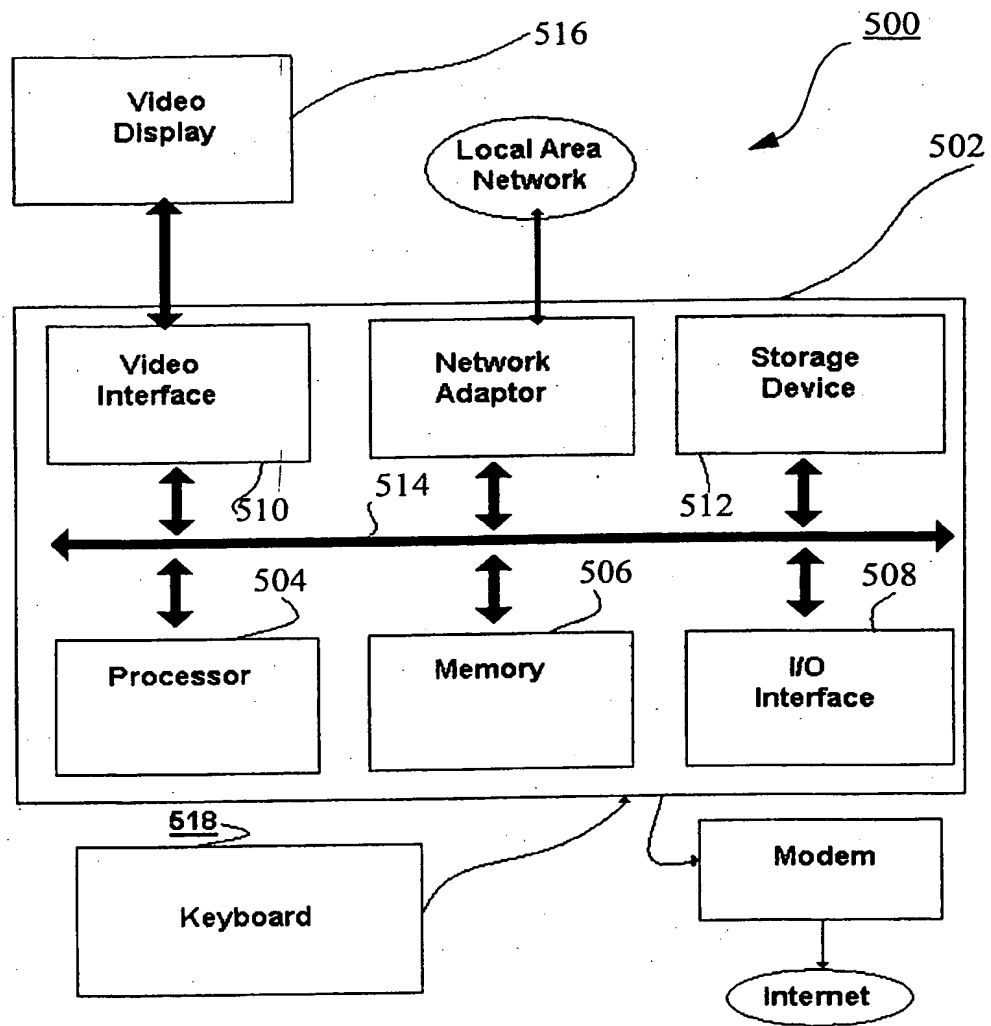 516
500
Video
Display
Local Area
Network
502
Video
Interface
Network
Adaptor
Storage
Device
510
514
512
504
506
508
Processor
Memory
I/O
Interface
518
Keyboard
Modem
Internet